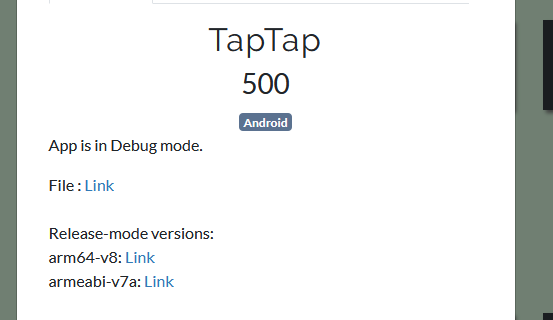 TapTap
500
Android
App is in Debug mode.
File : Link
Release-mode versions:
arm64-v8: Link
armeabi-v7a: Link